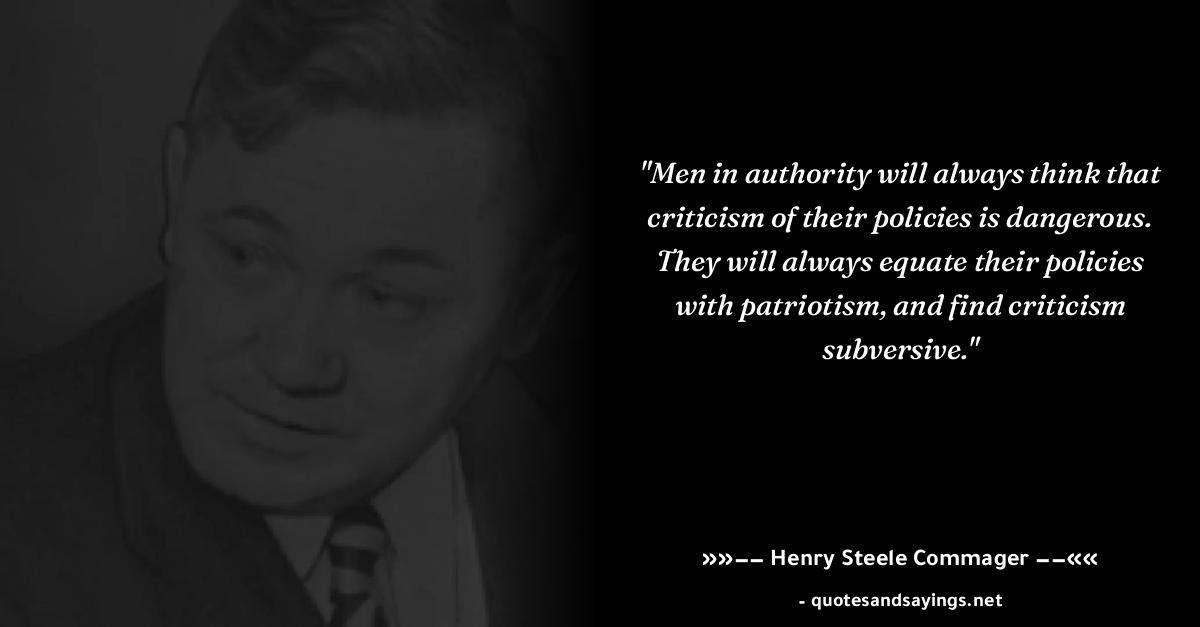 "Men in authority will always think that
criticism of their policies is dangerous.
They will always equate their policies
with patriotism, and find criticism
subversive."
»»−− Henry Steele Commager −−««
- quotesandsayings.net